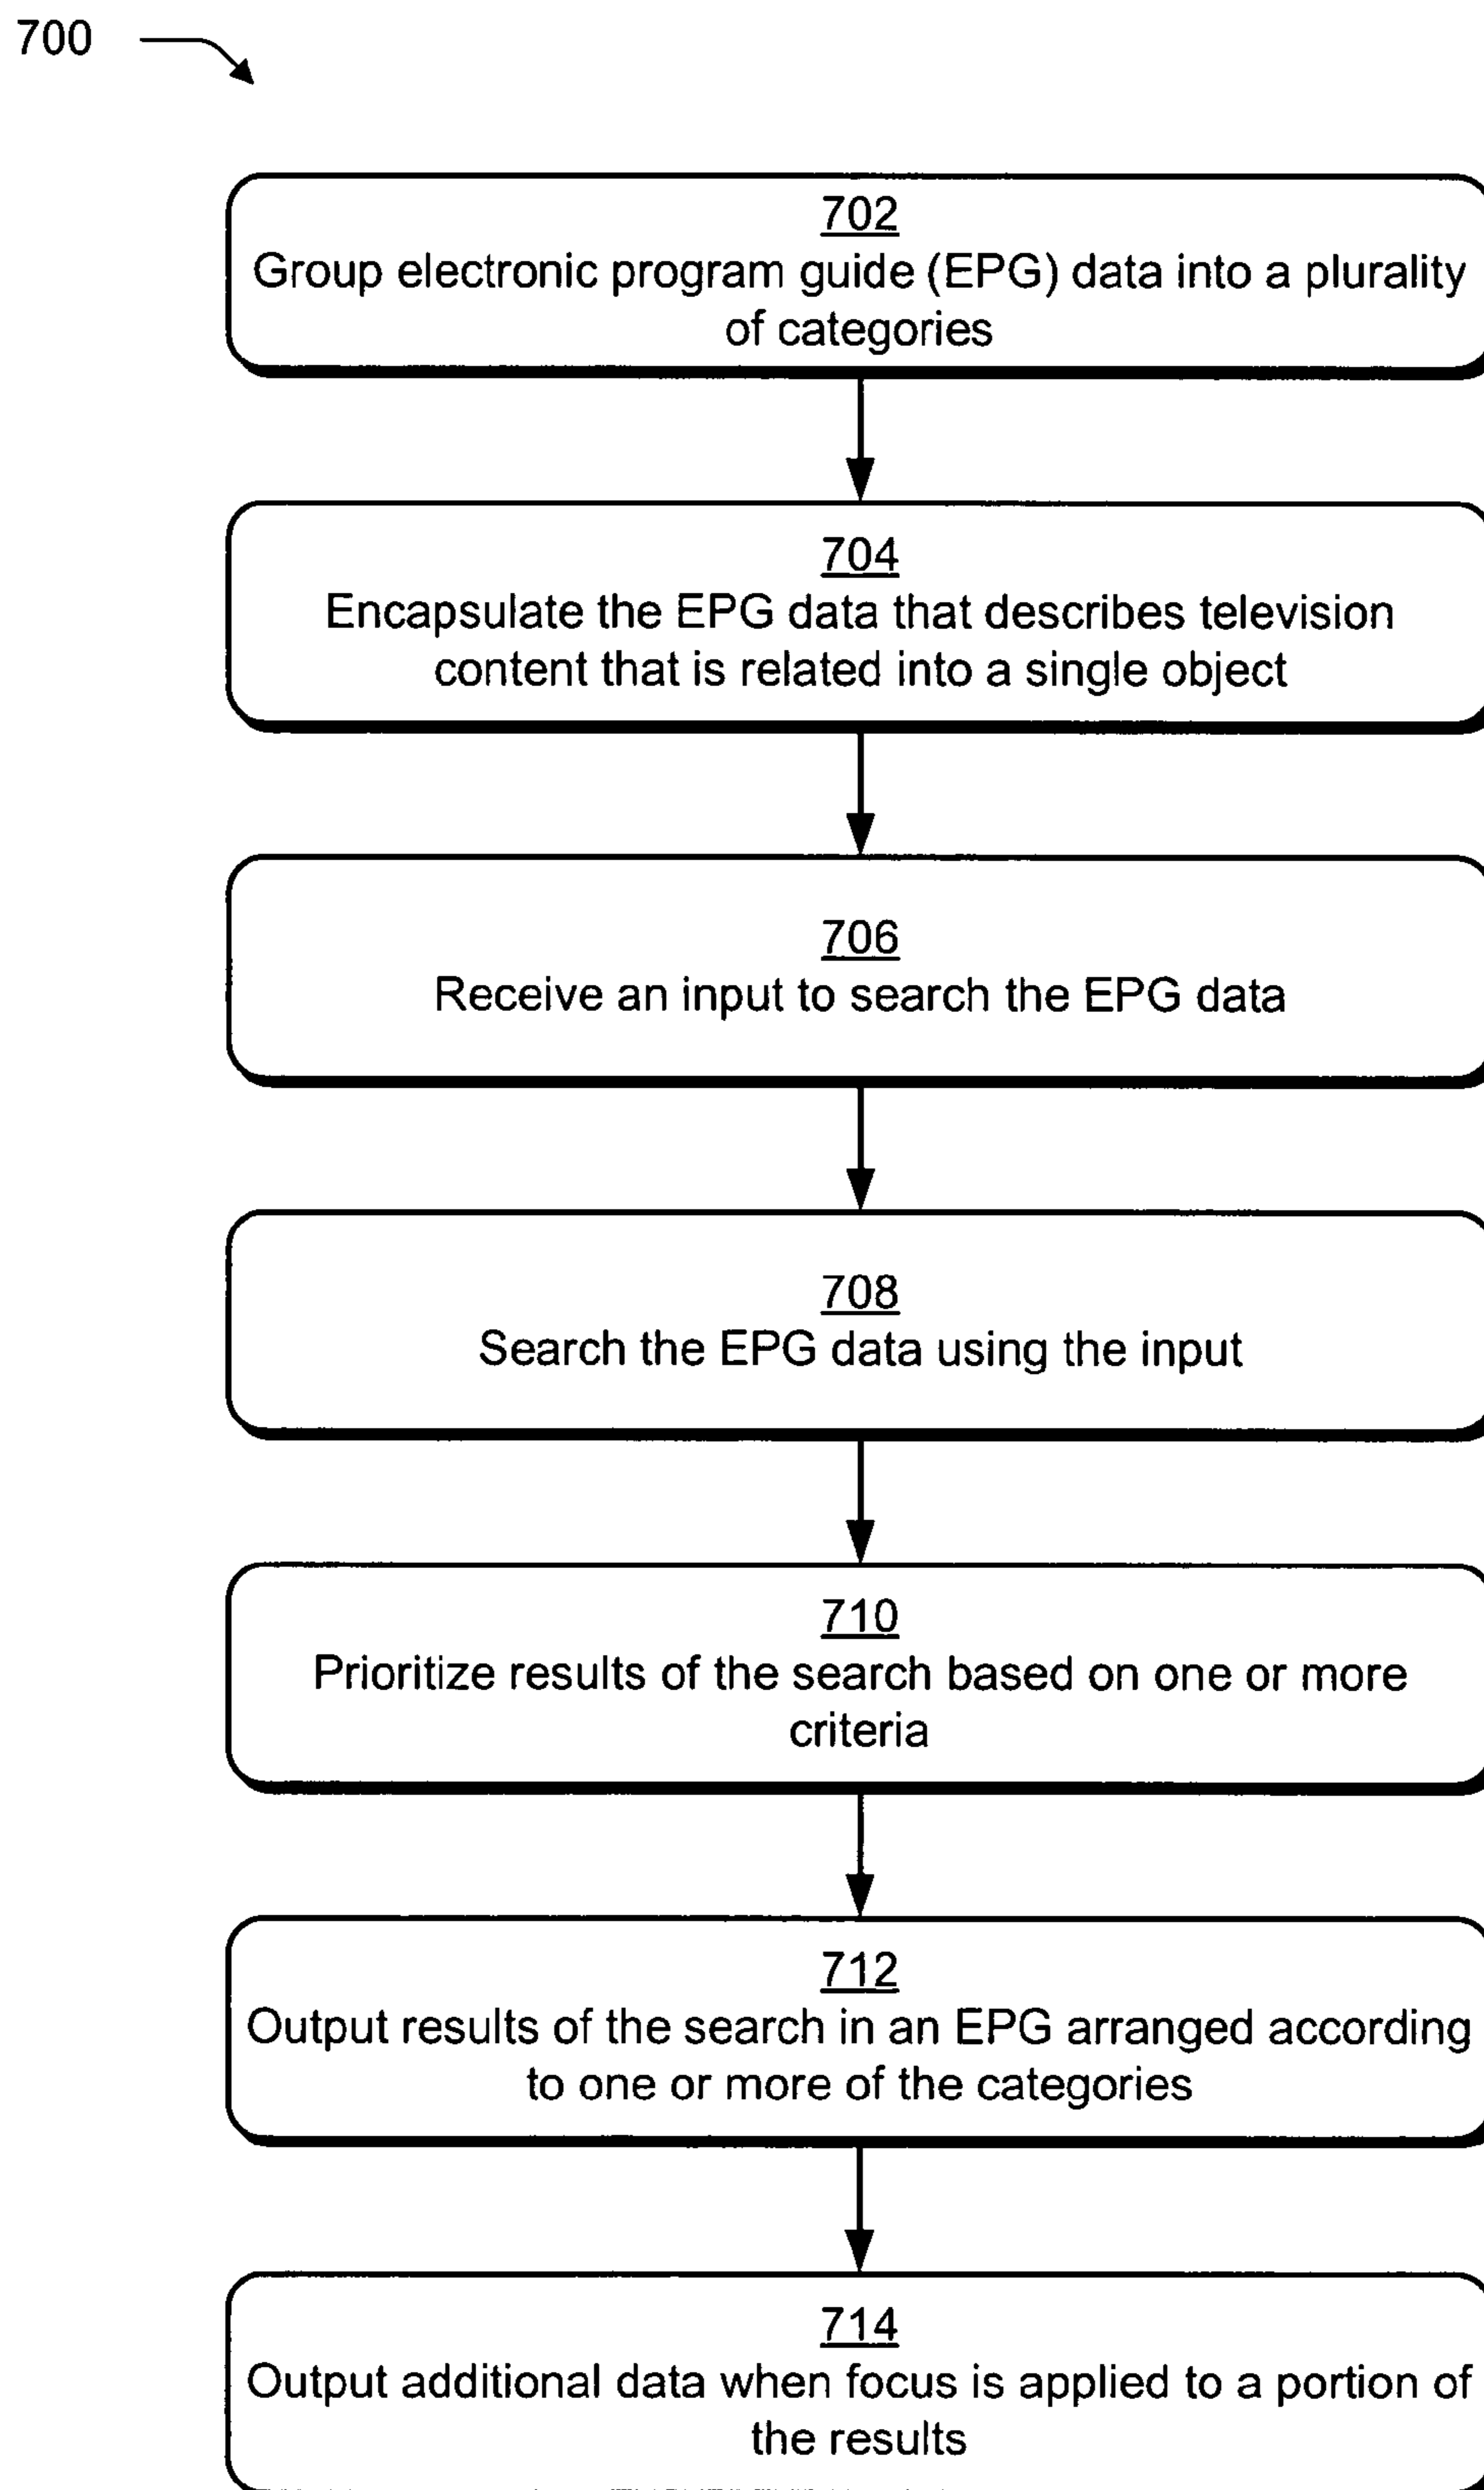 700
702
Group electronic program guide (EPG) data into a plurality
of categories
704
Encapsulate the EPG data that describes television
content that is related into a single object
706
Receive an input to search the EPG data
708
Search the EPG data using the input
710
Prioritize results of the search based on one or more
criteria
712
Output results of the search in an EPG arranged according
to one or more of the categories
714
Output additional data when focus is applied to a portion of
the results